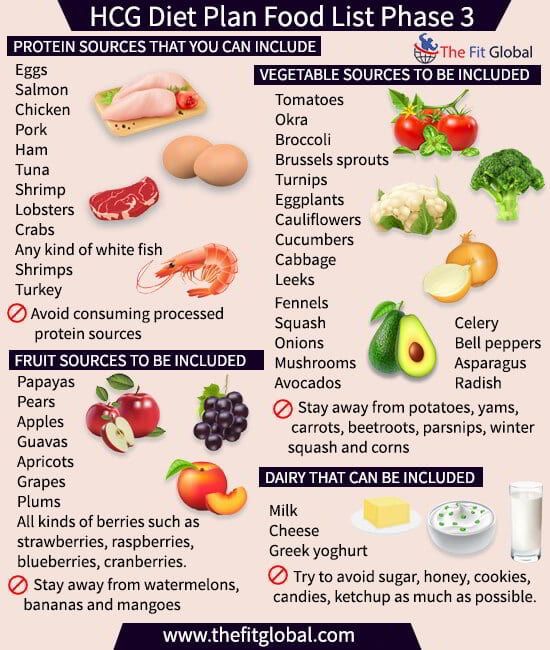 HCG Diet Plan Food List Phase 3
The Fit Global
PROTEIN SOURCES THAT YOU CAN INCLUDE
Eggs
Salmon
Chicken
Pork
Ham
Tuna
Shrimp
Lobsters
Crabs
Any kind of white fish
Shrimps
Turkey
Avoid consuming processed
protein sources
FRUIT SOURCES TO BE INCLUDED
Papayas
Pears
Apples
Guavas
Apricots
Grapes
Plums
All kinds of berries such as
strawberries, raspberries,
blueberries, cranberries.
Stay away from watermelons,
bananas and mangoes
VEGETABLE SOURCES TO BE INCLUDED
Tomatoes
Okra
Broccoli
Brussels sprouts
Turnips
Eggplants
Cauliflowers
Cucumbers
Cabbage
Leeks
Fennels
Squash
Onions
Mushrooms
Avocados
Celery
Bell peppers
Asparagus
Radish
Stay away from potatoes, yams,
carrots, beetroots, parsnips, winter
squash and corns
DAIRY THAT CAN BE INCLUDED
Milk
Cheese
Greek yoghurt
Try to avoid sugar, honey, cookies,
candies, ketchup as much as possible.
www.thefitglobal.com